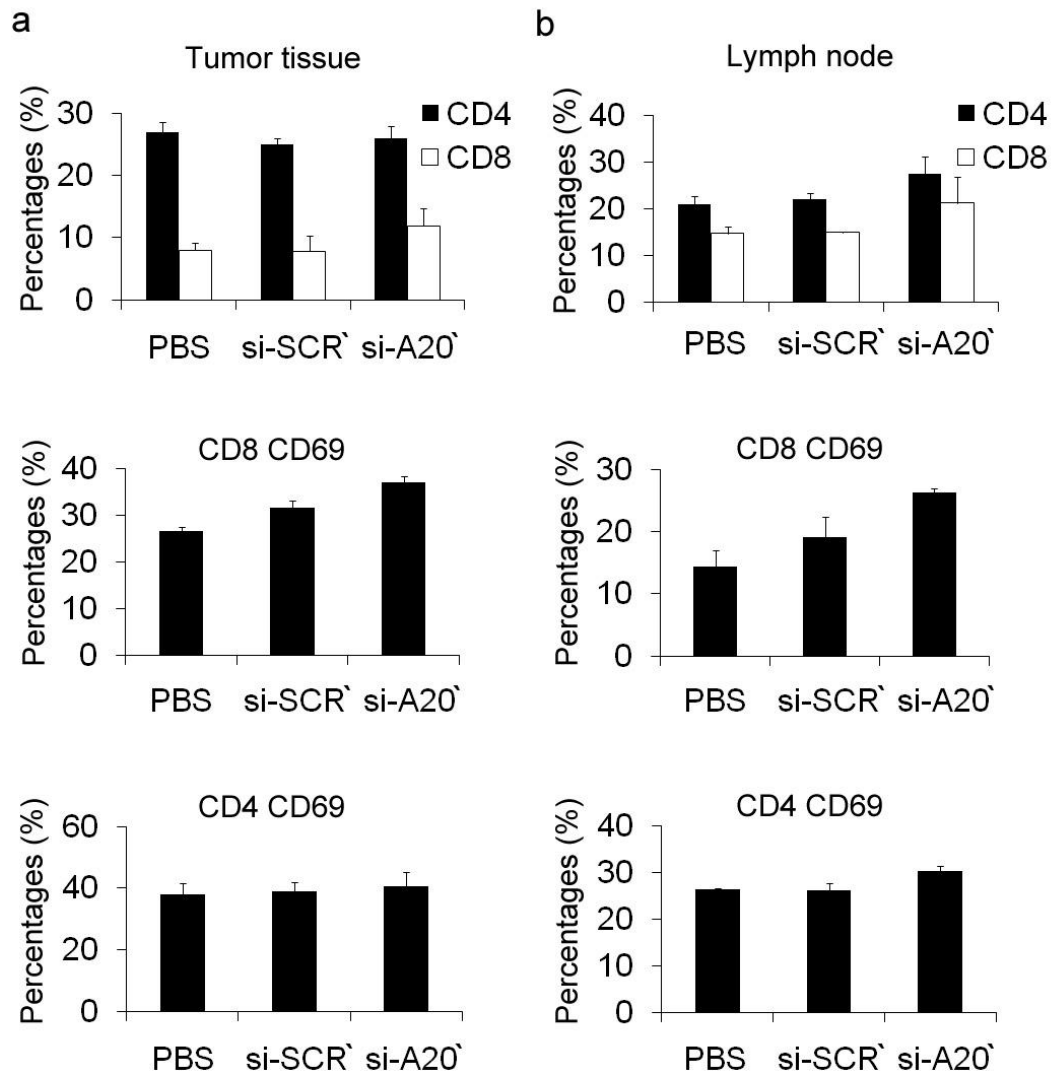 a
Tumor tissue
Percentages (%)
30
20
10
0
CD4
CD8
PBS si-SCR` si-A20`
CD8 CD69
Percentages (%)
40
30
20
10
0
PBS si-SCR` si-A20`
CD4 CD69
Percentages (%)
60
40
20
0
PBS si-SCR` si-A20`
b
Lymph node
Percentages (%)
40
30
20
10
0
CD4
CD8
PBS si-SCR` si-A20`
CD8 CD69
Percentages (%)
30
20
10
0
PBS si-SCR` si-A20`
CD4 CD69
Percentages (%)
40
30
20
10
0
PBS si-SCR` si-A20`